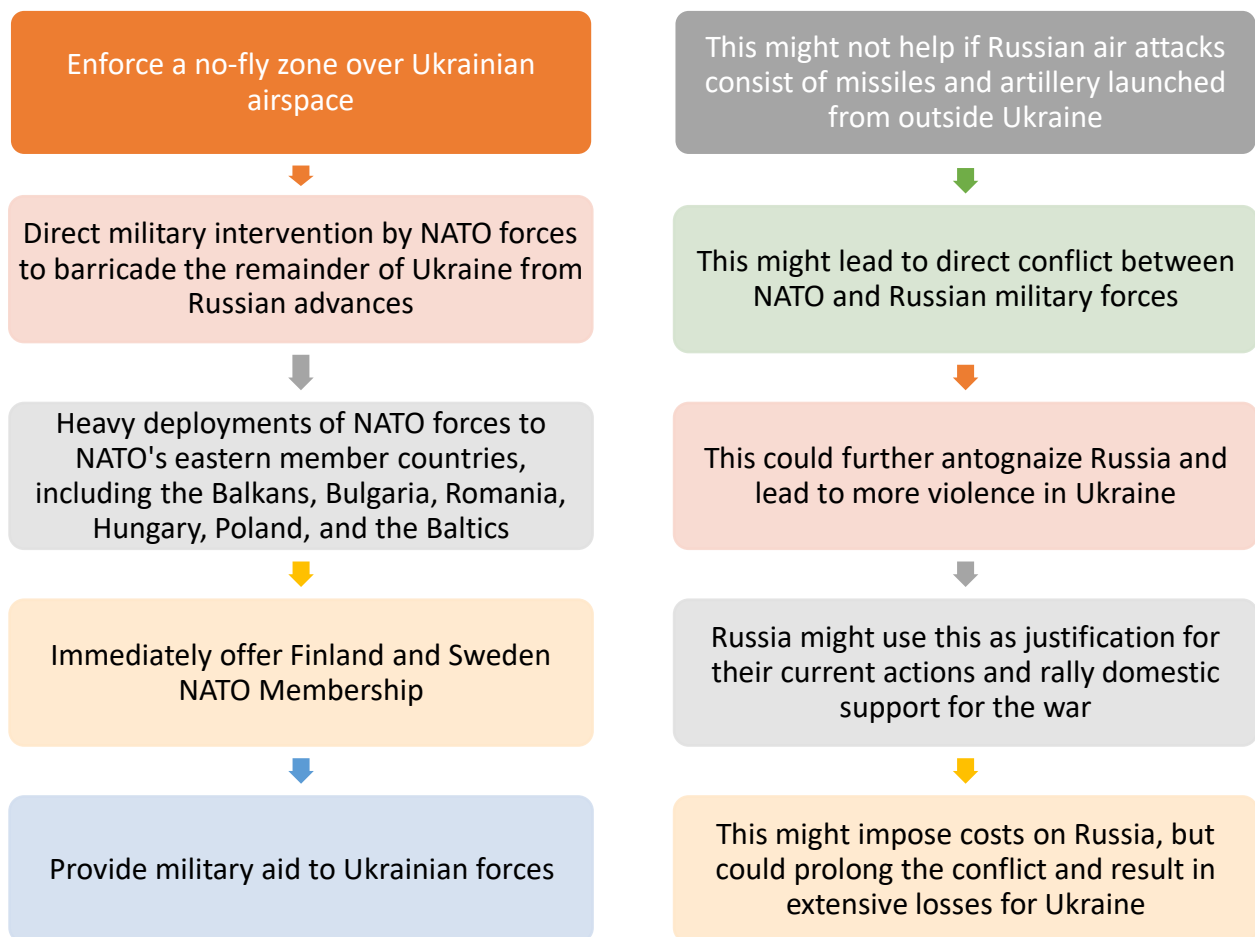 Enforce a no-fly zone over Ukrainian
airspace
This might not help if Russian air attacks
consist of missiles and artillery launched
from outside Ukraine
Direct military intervention by NATO forces
to barricade the remainder of Ukraine from
Russian advances
This might lead to direct conflict between
NATO and Russian military forces
Heavy deployments of NATO forces to
NATO's eastern member countries,
including the Balkans, Bulgaria, Romania,
Hungary, Poland, and the Baltics
This could further antognaize Russia and
lead to more violence in Ukraine
Immediately offer Finland and Sweden
NATO Membership
Russia might use this as justification for
their current actions and rally domestic
support for the war
Provide military aid to Ukrainian forces
This might impose costs on Russia, but
could prolong the conflict and result in
extensive losses for Ukraine